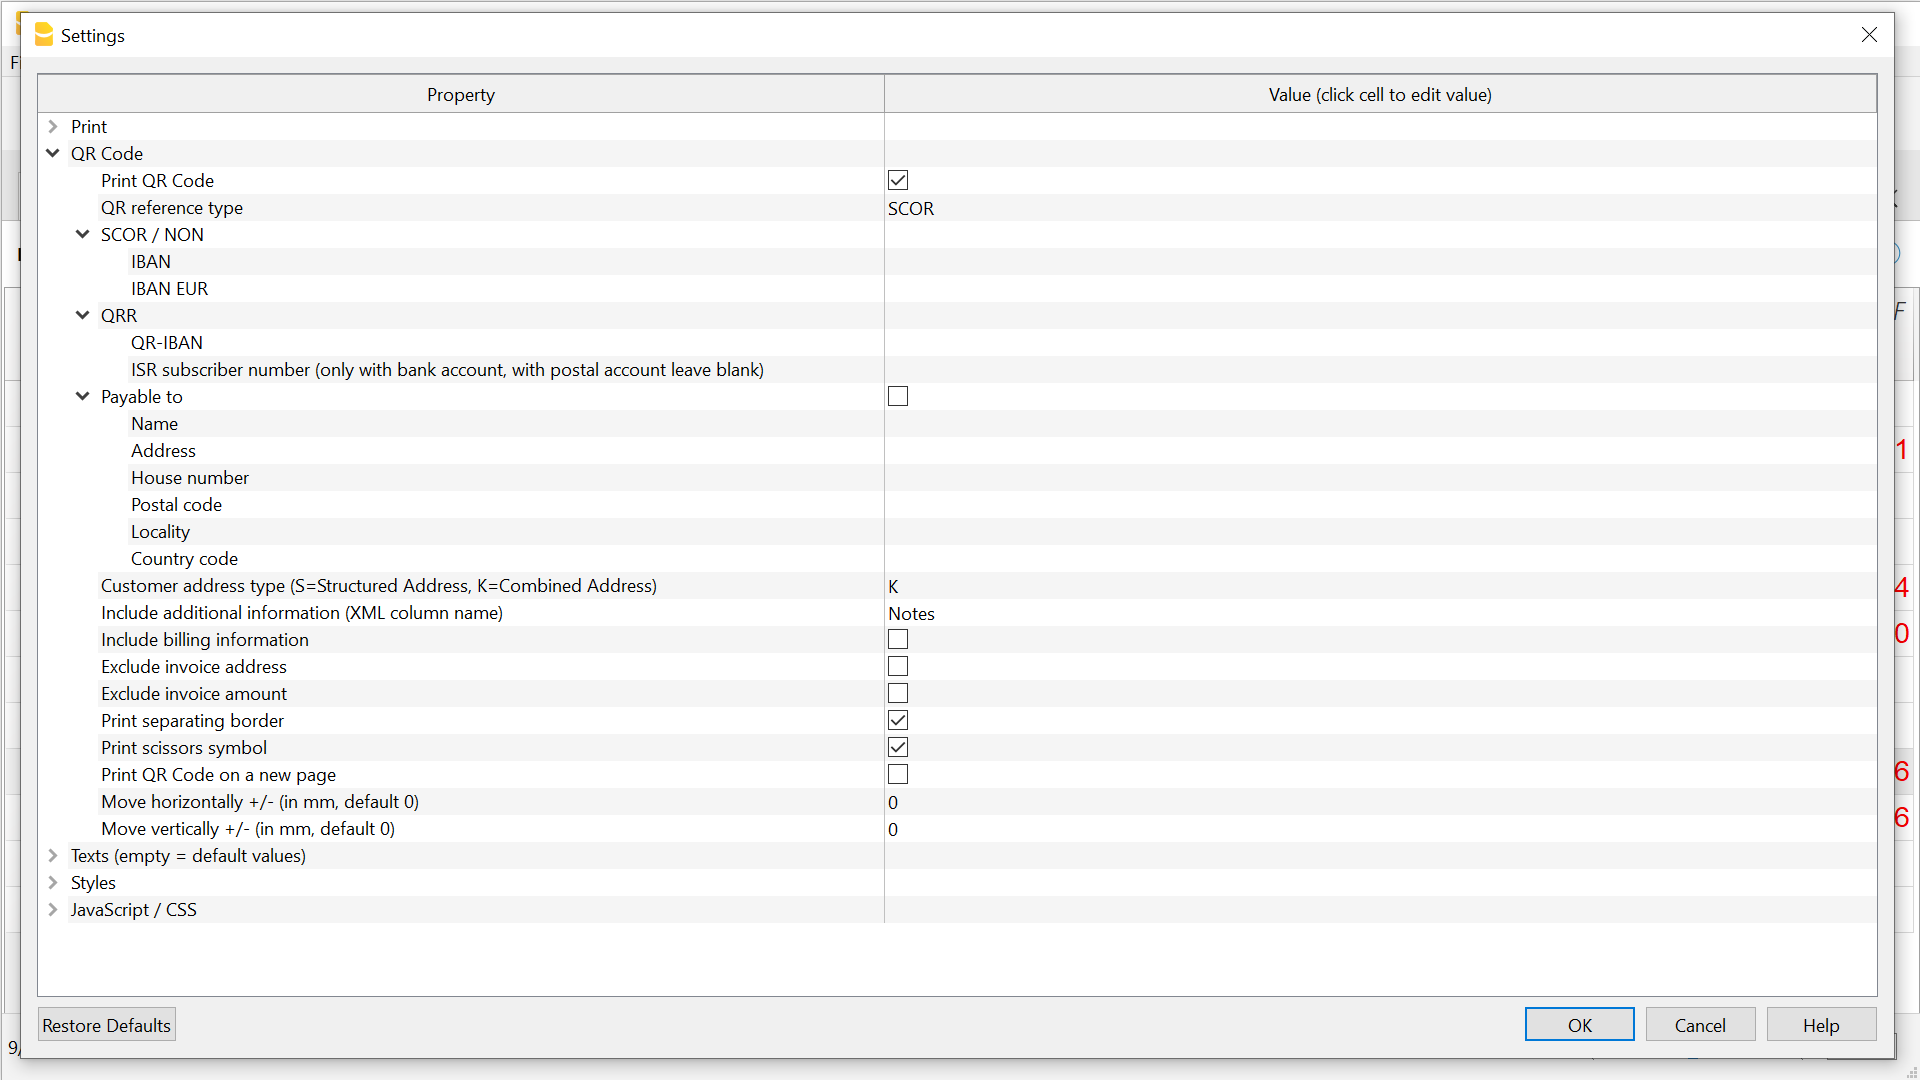 Settings
Property
Value (click cell to edit value)
Print
QR Code
Print QR Code
QR reference type SCOR
SCOR / NON
IBAN
IBAN EUR
QRR
QR-IBAN
ISR subscriber number (only with bank account, with postal account leave blank)
Payable to
Name
Address
House number
Postal code
Locality
Country code
Customer address type (S=Structured Address, K=Combined Address) K
Include additional information (XML column name) Notes
Include billing information
Exclude invoice address
Exclude invoice amount
Print separating border
Print scissors symbol
Print QR Code on a new page
Move horizontally +/- (in mm, default 0) 0
Move vertically +/- (in mm, default 0) 0
Texts (empty = default values)
Styles
JavaScript / CSS
Restore Defaults
OK
Cancel
Help
F
1
4
0
6
6